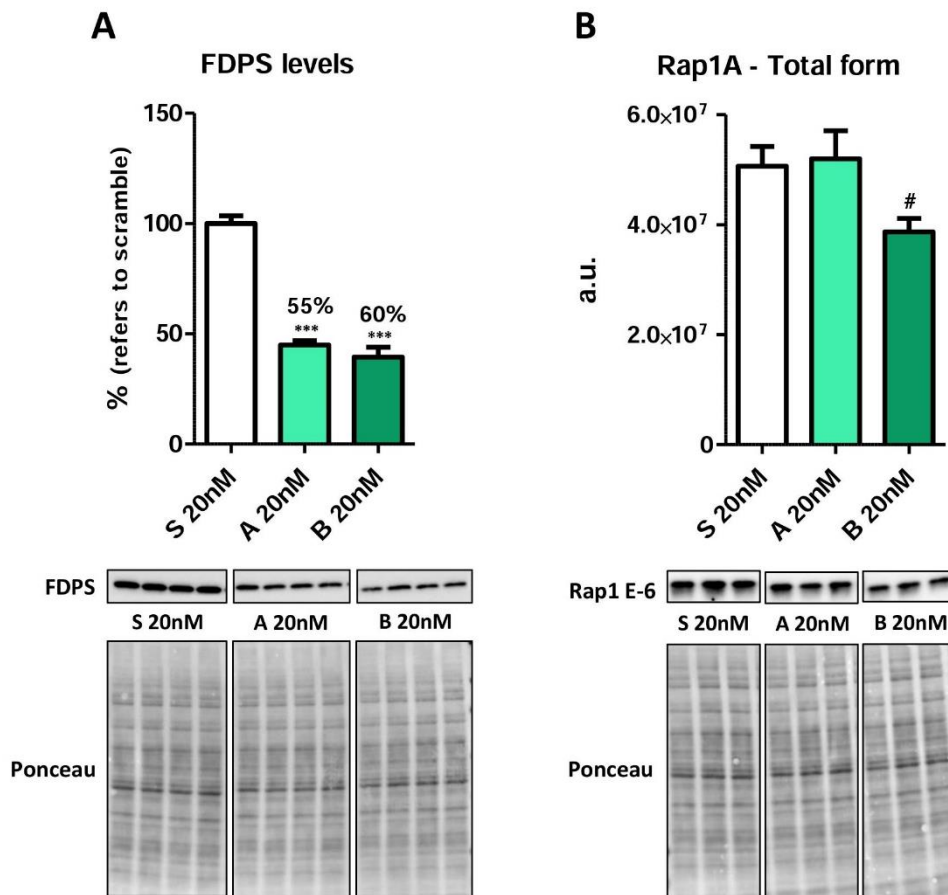 A
FDPS levels
% (refers to scramble)
150
100
50
0
55%
***
60%
***
S 20nM
A 20nM
B 20nM
FDPS
S 20nM
A 20nM
B 20nM
Ponceau
B
Rap1A - Total form
a.u.
6.0×10⁷
4.0×10⁷
2.0×10⁷
0
#
S 20nM
A 20nM
B 20nM
Rap1 E-6
S 20nM
A 20nM
B 20nM
Ponceau